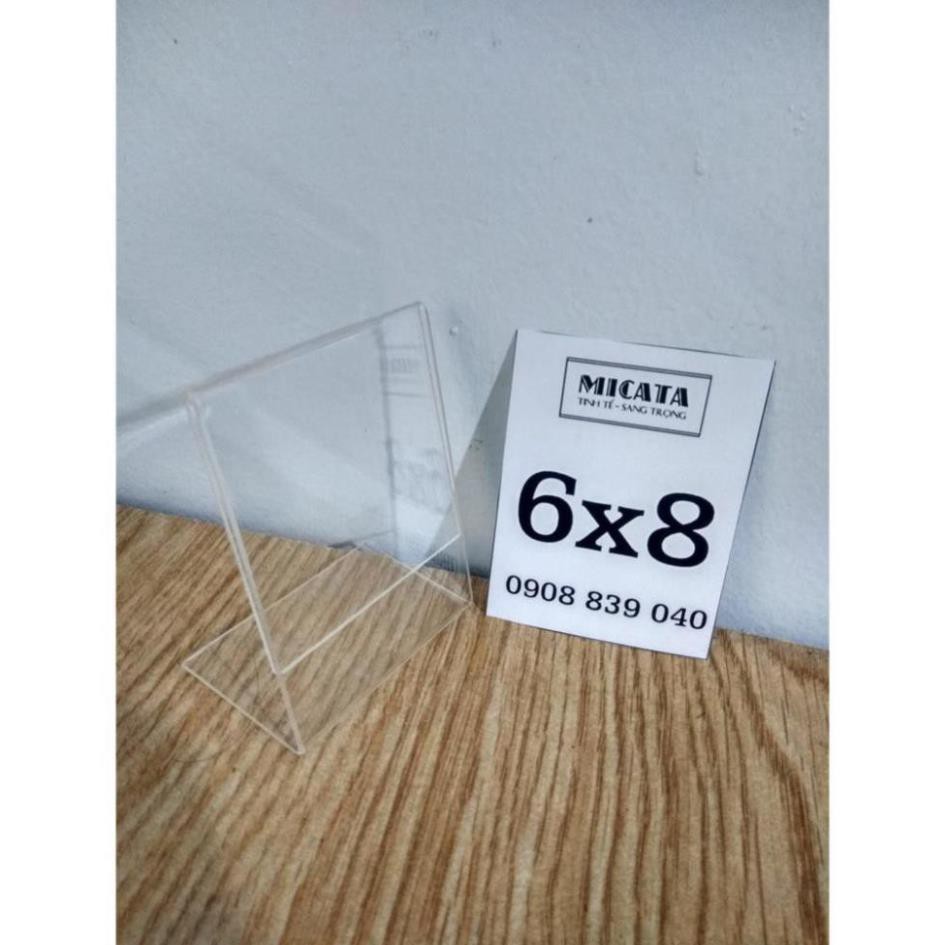 MICATA
TINH TẾ - SANG TRỌNG
6x8
0908 839 040